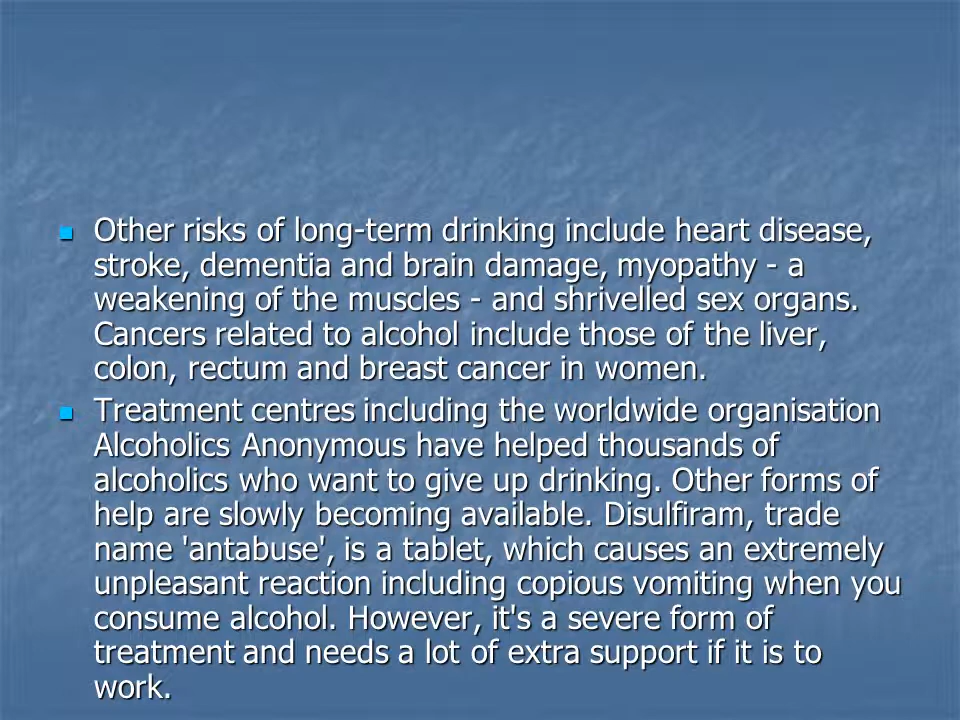 Other risks of long-term drinking include heart disease,
stroke, dementia and brain damage, myopathy - a
weakening of the muscles - and shrivelled sex organs.
Cancers related to alcohol include those of the liver,
colon, rectum and breast cancer in women.
Treatment centres including the worldwide organisation
Alcoholics Anonymous have helped thousands of
alcoholics who want to give up drinking. Other forms of
help are slowly becoming available. Disulfiram, trade
name 'antabuse', is a tablet, which causes an extremely
unpleasant reaction including copious vomiting when you
consume alcohol. However, it's a severe form of
treatment and needs a lot of extra support if it is to
work.